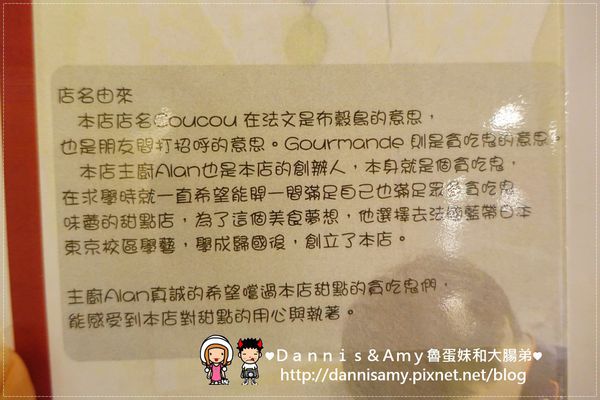 店名由來
本店店名Coucou 在法文是布穀鳥的意思，
也是朋友間打招呼的意思。Gourmande 則是貪吃鬼的意思。
本店主廚Alan也是本店的創辦人，本身就是個貪吃鬼，
在求學時就一直希望能開一間滿足自己也滿足眾多貪吃鬼
味蕾的甜點店，為了這個美食夢想，他選擇去法國藍帶日本
東京校區學藝，學成歸國後，創立了本店。
主廚Alan真誠的希望嚐過本店甜點的貪吃鬼們，
能感受到本店對甜點的用心與執著。
♥Dannis&Amy魯蛋妹和大腸弟♥
http://dannisamy.pixnet.net/blog